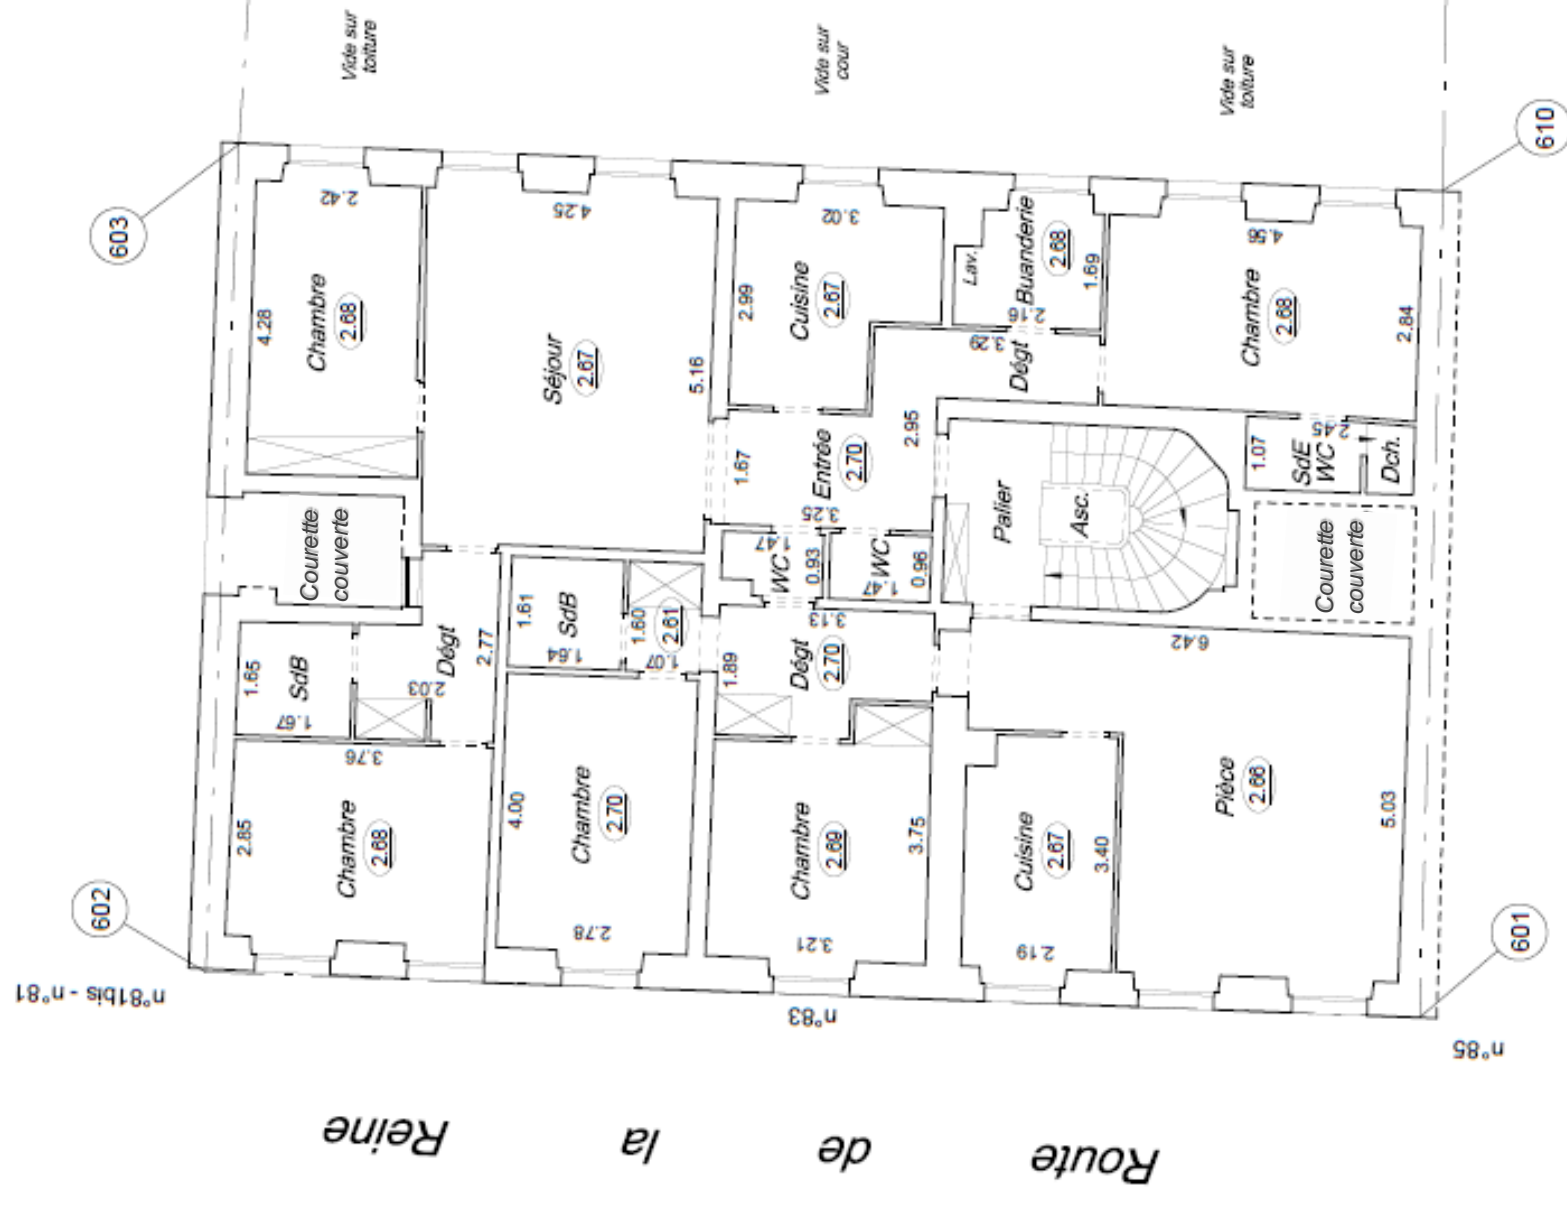 Vide sur
toiture
Vide sur
cour
Vide sur
toiture
603
610
2.42
4.25
3.02
4.28
Chambre
2.68
Séjour
2.67
5.16
2.99
Cuisine
2.67
Lav.
Buanderie
2.68
1.69
2.16
3.29
Dégt
Chambre
2.68
2.84
1.67
Entrée
2.70
2.95
3.25
Palier
Asc.
1.07
SdE
WC
2.45
Dch.
Courette
couverte
Courette
couverte
1.47
WC
0.93
WC
1.47
0.96
1.65
SdB
1.67
Dégt
2.03
2.77
1.61
SdB
1.64
1.60
2.61
1.07
1.89
Dégt
2.70
3.13
6.42
3.76
2.85
Chambre
2.68
4.00
Chambre
2.70
2.78
Chambre
2.69
3.75
3.21
Cuisine
2.67
3.40
2.19
Pièce
2.66
5.03
602
601
n°81bis - n°81
n°83
n°85
Route de la Reine